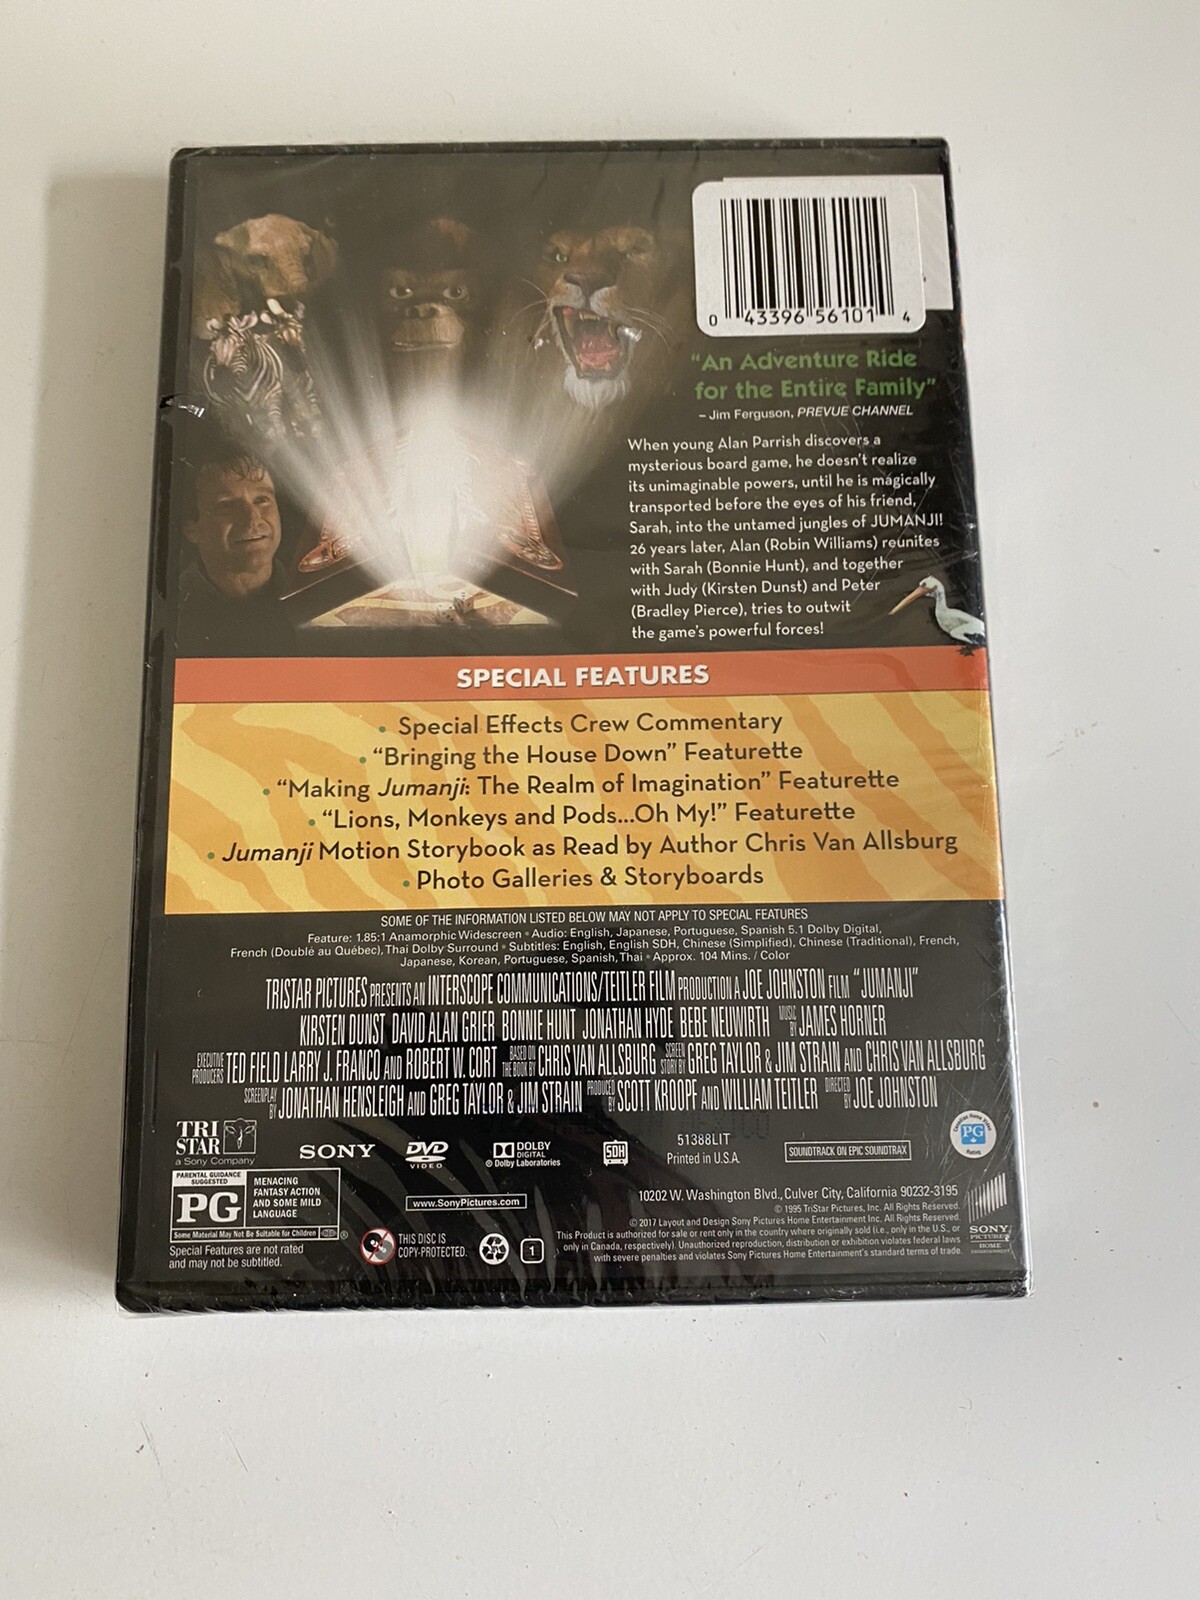 0 43396 56101 4
“An Adventure Ride
for the Entire Family”
– Jim Ferguson, PREVUE CHANNEL
When young Alan Parrish discovers a
mysterious board game, he doesn't realize
its unimaginable powers, until he is magically
transported before the eyes of his friend,
Sarah, into the untamed jungles of JUMANJI!
26 years later, Alan (Robin Williams) reunites
with Sarah (Bonnie Hunt), and together
with Judy (Kirsten Dunst) and Peter
(Bradley Pierce), tries to outwit
the game's powerful forces!
SPECIAL FEATURES
• Special Effects Crew Commentary
• “Bringing the House Down” Featurette
• “Making Jumanji: The Realm of Imagination” Featurette
• “Lions, Monkeys and Pods...Oh My!” Featurette
• Jumanji Motion Storybook as Read by Author Chris Van Allsburg
• Photo Galleries & Storyboards
SOME OF THE INFORMATION LISTED BELOW MAY NOT APPLY TO SPECIAL FEATURES
Feature: 1.85:1 Anamorphic Widescreen • Audio: English, Japanese, Portuguese, Spanish 5.1 Dolby Digital,
French (Doublé au Québec), Thai Dolby Surround • Subtitles: English, English SDH, Chinese (Simplified), Chinese (Traditional), French,
Japanese, Korean, Portuguese, Spanish, Thai • Approx. 104 Mins. / Color
TRISTAR PICTURES PRESENTS AN INTERSCOPE COMMUNICATIONS/TEITLER FILM PRODUCTION A JOE JOHNSTON FILM “JUMANJI”
KIRSTEN DUNST DAVID ALAN GRIER BONNIE HUNT JONATHAN HYDE BEBE NEUWIRTH MUSIC BY JAMES HORNER
EXECUTIVE PRODUCERS TED FIELD LARRY J. FRANCO AND ROBERT W. CORT BASED ON THE BOOK BY CHRIS VAN ALLSBURG SCREEN STORY BY GREG TAYLOR & JIM STRAIN AND CHRIS VAN ALLSBURG
SCREENPLAY BY JONATHAN HENSLEIGH AND GREG TAYLOR & JIM STRAIN PRODUCED BY SCOTT KROOPF AND WILLIAM TEITLER DIRECTED BY JOE JOHNSTON
TRI
STAR
a Sony Company
SONY
DVD
VIDEO
DOLBY
DIGITAL
® Dolby Laboratories
SDH
51388LIT
Printed in U.S.A.
SOUNDTRACK ON EPIC SOUNDTRAX
PG
PARENTAL GUIDANCE SUGGESTED
PG
MENACING
FANTASY ACTION
AND SOME MILD
LANGUAGE
Some Material May Not Be Suitable for Children
®
Special Features are not rated
and may not be subtitled.
www.SonyPictures.com
THIS DISC IS
COPY-PROTECTED.
1
10202 W. Washington Blvd., Culver City, California 90232-3195
© 1995 TriStar Pictures, Inc. All Rights Reserved.
© 2017 Layout and Design Sony Pictures Home Entertainment Inc. All Rights Reserved.
This Product is authorized for sale or rent only in the country where originally sold (i.e., only in the U.S., or
only in Canada, respectively). Unauthorized reproduction, distribution or exhibition violates federal laws
with severe penalties and violates Sony Pictures Home Entertainment's standard terms of trade.
SONY
PICTURES
HOME
ENTERTAINMENT